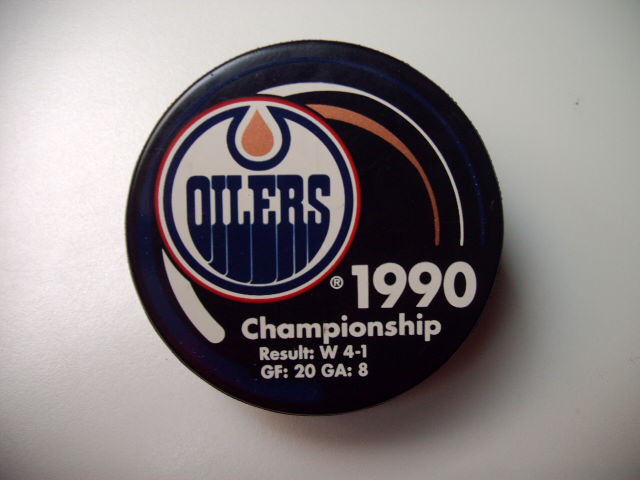 OILERS
® 1990
Championship
Result: W 4-1
GF: 20 GA: 8